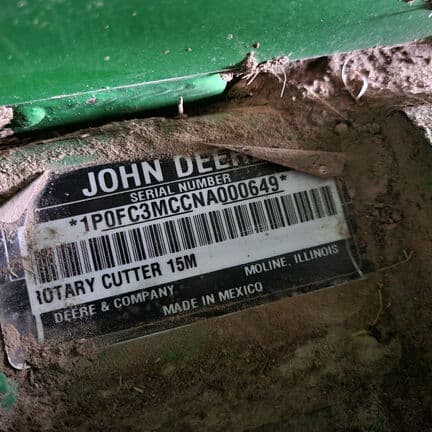 JOHN DEERE
SERIAL NUMBER
*1P0FC3MCCNA000649*
ROTARY CUTTER 15M
DEERE & COMPANY MOLINE, ILLINOIS
MADE IN MEXICO